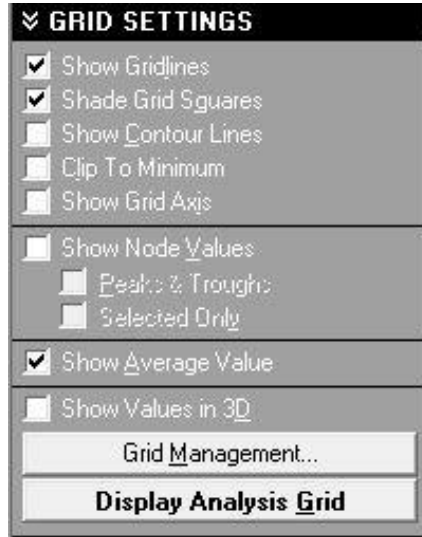 GRID SETTINGS
Show Gridlines
Shade Grid Squares
Show Contour Lines
Clip To Minimum
Show Grid Axis
Show Node Values
Peaks & Troughs
Selected Only
Show Average Value
Show Values in 3D
Grid Management...
Display Analysis Grid